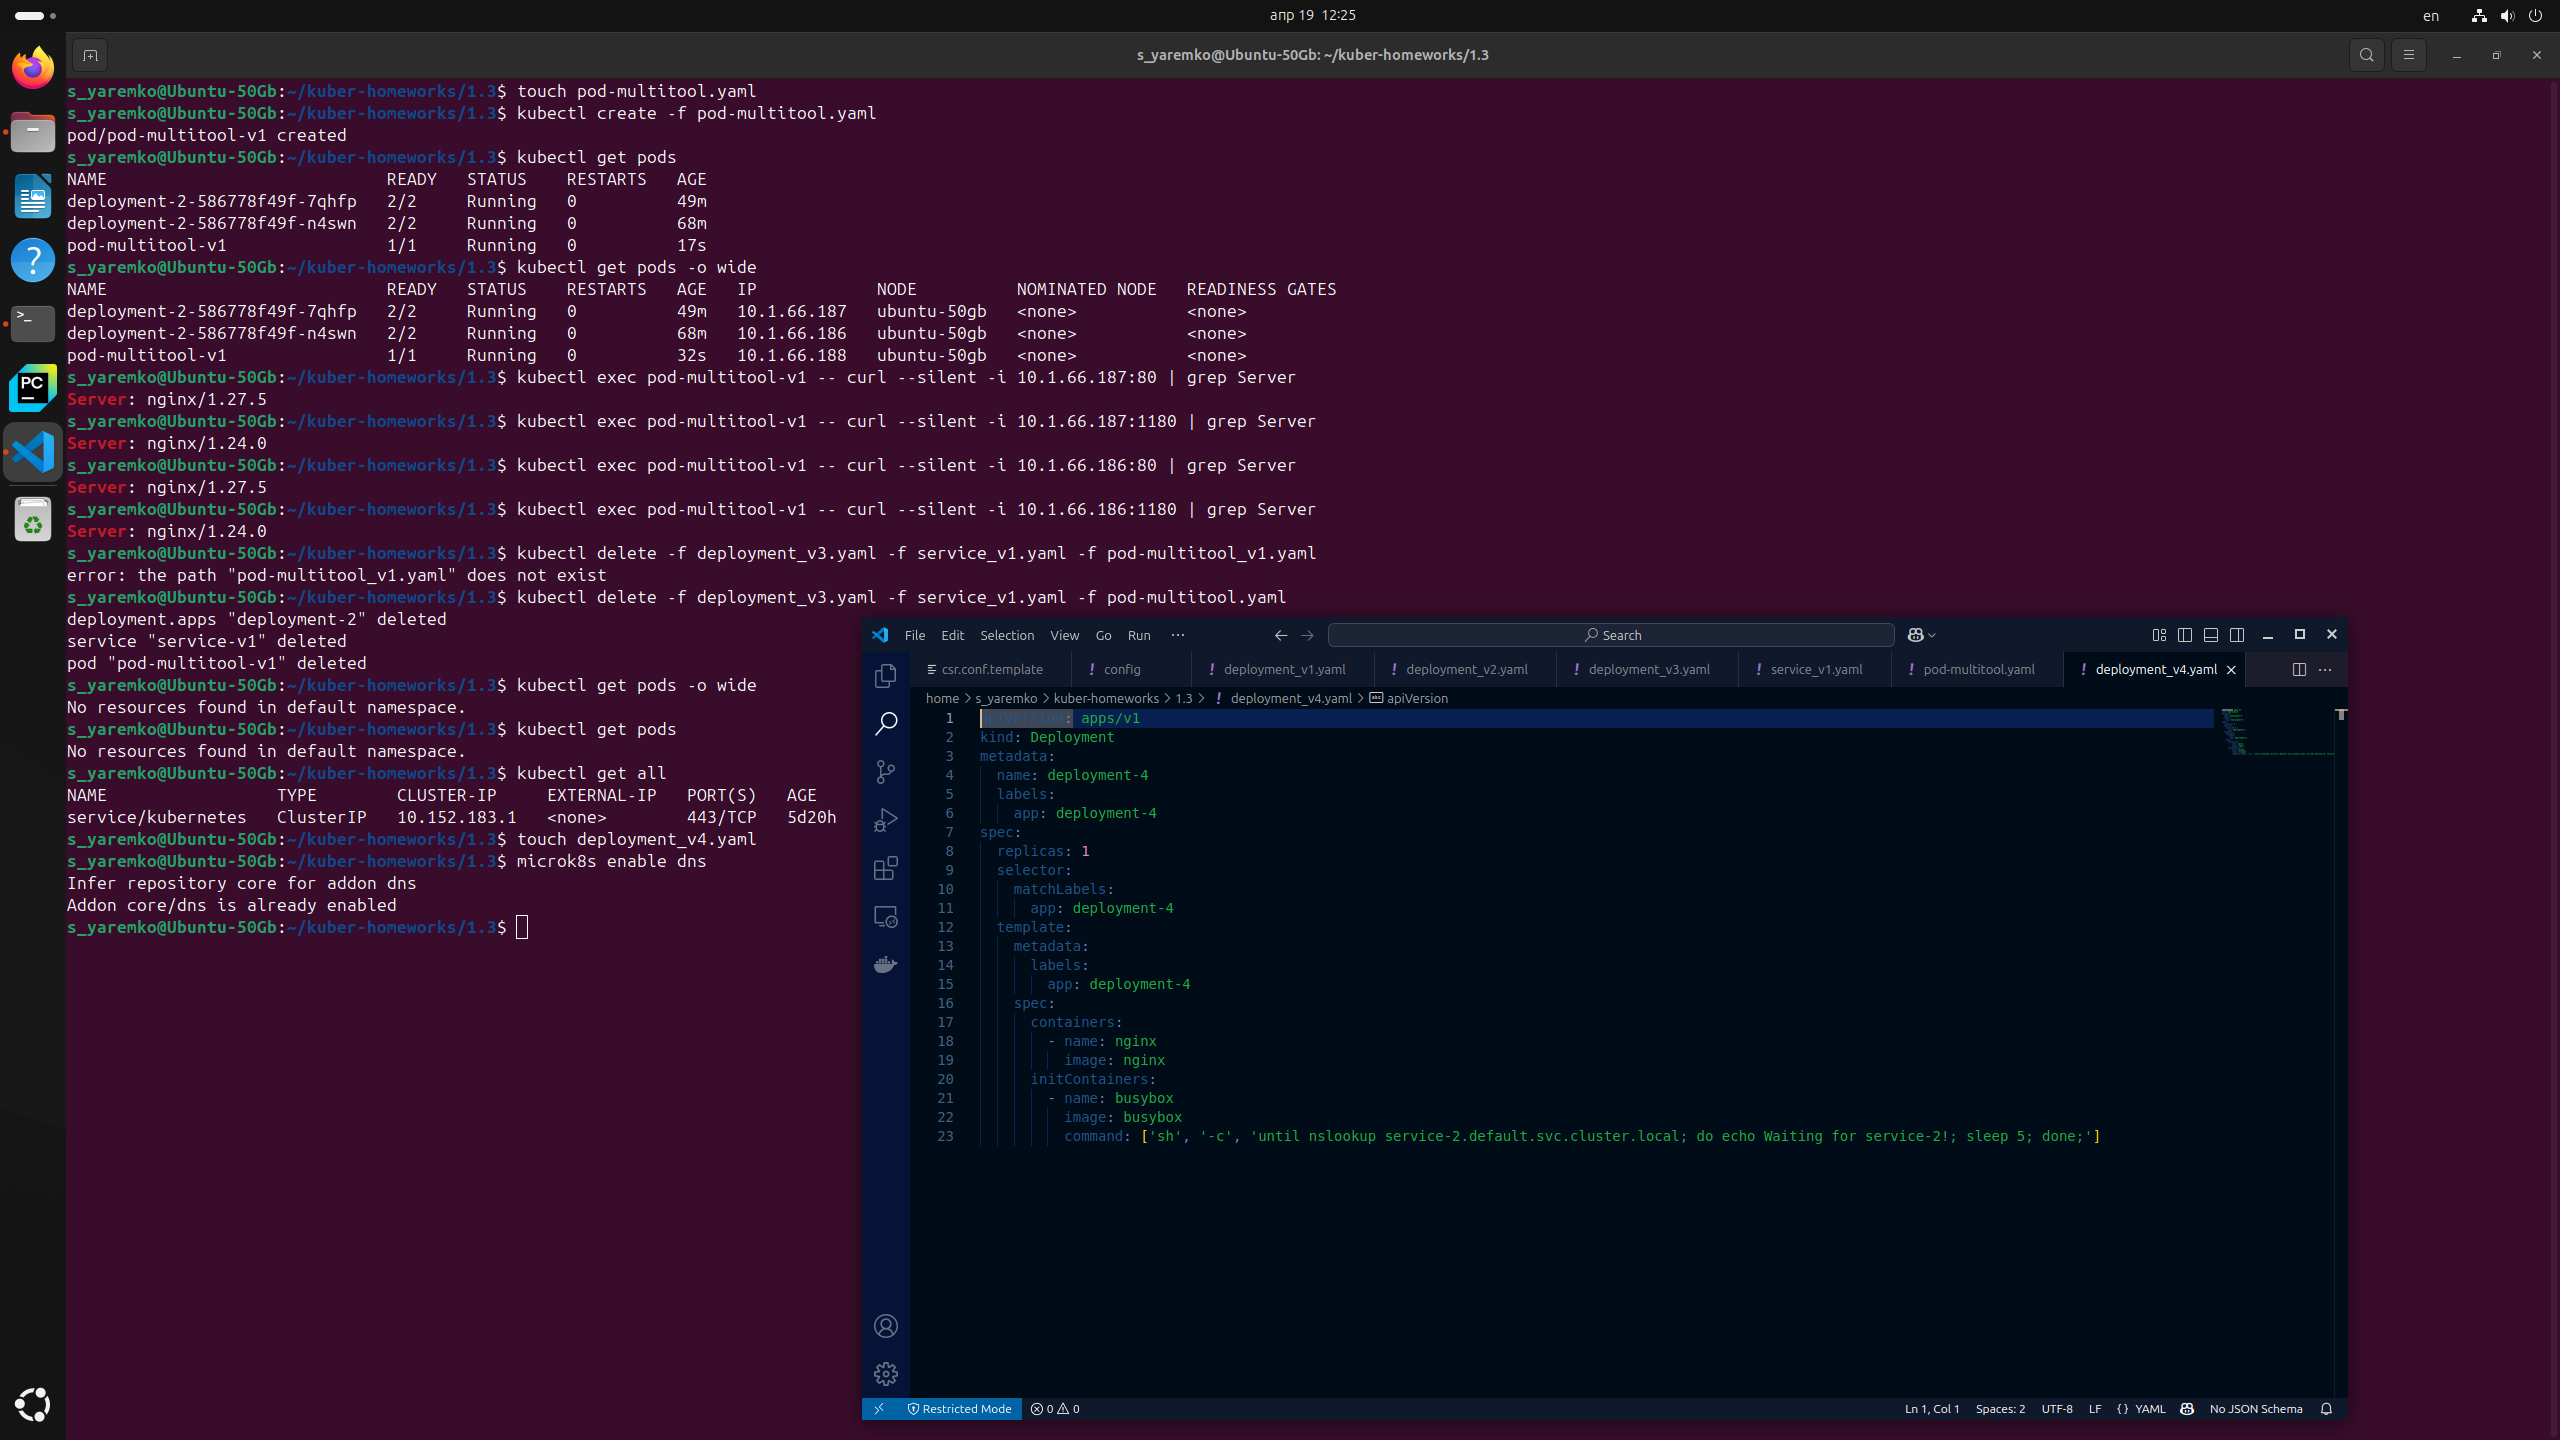 апр 19 12:25
en
s_yaremko@Ubuntu-50Gb: ~/kuber-homeworks/1.3
s_yaremko@Ubuntu-50Gb:~/kuber-homeworks/1.3$ touch pod-multitool.yaml
s_yaremko@Ubuntu-50Gb:~/kuber-homeworks/1.3$ kubectl create -f pod-multitool.yaml
pod/pod-multitool-v1 created
s_yaremko@Ubuntu-50Gb:~/kuber-homeworks/1.3$ kubectl get pods
NAME READY STATUS RESTARTS AGE
deployment-2-586778f49f-7qhfp 2/2 Running 0 49m
deployment-2-586778f49f-n4swn 2/2 Running 0 68m
pod-multitool-v1 1/1 Running 0 17s
s_yaremko@Ubuntu-50Gb:~/kuber-homeworks/1.3$ kubectl get pods -o wide
NAME READY STATUS RESTARTS AGE IP NODE NOMINATED NODE READINESS GATES
deployment-2-586778f49f-7qhfp 2/2 Running 0 49m 10.1.66.187 ubuntu-50gb <none> <none>
deployment-2-586778f49f-n4swn 2/2 Running 0 68m 10.1.66.186 ubuntu-50gb <none> <none>
pod-multitool-v1 1/1 Running 0 32s 10.1.66.188 ubuntu-50gb <none> <none>
s_yaremko@Ubuntu-50Gb:~/kuber-homeworks/1.3$ kubectl exec pod-multitool-v1 -- curl --silent -i 10.1.66.187:80 | grep Server
Server: nginx/1.27.5
s_yaremko@Ubuntu-50Gb:~/kuber-homeworks/1.3$ kubectl exec pod-multitool-v1 -- curl --silent -i 10.1.66.187:1180 | grep Server
Server: nginx/1.24.0
s_yaremko@Ubuntu-50Gb:~/kuber-homeworks/1.3$ kubectl exec pod-multitool-v1 -- curl --silent -i 10.1.66.186:80 | grep Server
Server: nginx/1.27.5
s_yaremko@Ubuntu-50Gb:~/kuber-homeworks/1.3$ kubectl exec pod-multitool-v1 -- curl --silent -i 10.1.66.186:1180 | grep Server
Server: nginx/1.24.0
s_yaremko@Ubuntu-50Gb:~/kuber-homeworks/1.3$ kubectl delete -f deployment_v3.yaml -f service_v1.yaml -f pod-multitool_v1.yaml
error: the path "pod-multitool_v1.yaml" does not exist
s_yaremko@Ubuntu-50Gb:~/kuber-homeworks/1.3$ kubectl delete -f deployment_v3.yaml -f service_v1.yaml -f pod-multitool.yaml
deployment.apps "deployment-2" deleted
service "service-v1" deleted
pod "pod-multitool-v1" deleted
s_yaremko@Ubuntu-50Gb:~/kuber-homeworks/1.3$ kubectl get pods -o wide
No resources found in default namespace.
s_yaremko@Ubuntu-50Gb:~/kuber-homeworks/1.3$ kubectl get pods
No resources found in default namespace.
s_yaremko@Ubuntu-50Gb:~/kuber-homeworks/1.3$ kubectl get all
NAME TYPE CLUSTER-IP EXTERNAL-IP PORT(S) AGE
service/kubernetes ClusterIP 10.152.183.1 <none> 443/TCP 5d20h
s_yaremko@Ubuntu-50Gb:~/kuber-homeworks/1.3$ touch deployment_v4.yaml
s_yaremko@Ubuntu-50Gb:~/kuber-homeworks/1.3$ microk8s enable dns
Infer repository core for addon dns
Addon core/dns is already enabled
s_yaremko@Ubuntu-50Gb:~/kuber-homeworks/1.3$
PC
File Edit Selection View Go Run ··· Search
csr.conf.template config deployment_v1.yaml deployment_v2.yaml deployment_v3.yaml service_v1.yaml pod-multitool.yaml deployment_v4.yaml
home > s_yaremko > kuber-homeworks > 1.3 > ! deployment_v4.yaml > apiVersion
1 apiVersion: apps/v1
2 kind: Deployment
3 metadata:
4 name: deployment-4
5 labels:
6 app: deployment-4
7 spec:
8 replicas: 1
9 selector:
10 matchLabels:
11 app: deployment-4
12 template:
13 metadata:
14 labels:
15 app: deployment-4
16 spec:
17 containers:
18 - name: nginx
19 image: nginx
20 initContainers:
21 - name: busybox
22 image: busybox
23 command: ['sh', '-c', 'until nslookup service-2.default.svc.cluster.local; do echo Waiting for service-2!; sleep 5; done;']
Restricted Mode 0 0 Ln 1, Col 1 Spaces: 2 UTF-8 LF {} YAML No JSON Schema